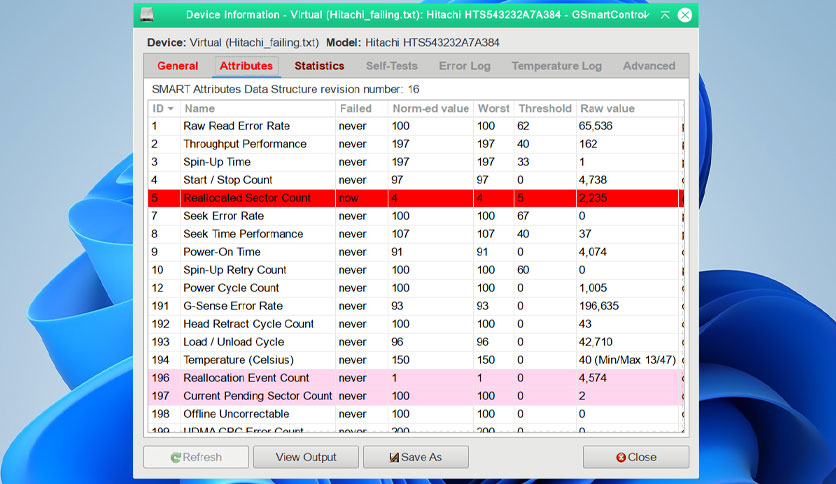 Device Information - Virtual (Hitachi_failing.txt): Hitachi HTS543232A7A384 - GSmartControl
Device: Virtual (Hitachi_failing.txt) Model: Hitachi HTS543232A7A384
General Attributes Statistics Self-Tests Error Log Temperature Log Advanced
SMART Attributes Data Structure revision number: 16
ID Name Failed Norm-ed value Worst Threshold Raw value
1 Raw Read Error Rate never 100 100 62 65,536
2 Throughput Performance never 197 197 40 162
3 Spin-Up Time never 197 197 33 1
4 Start / Stop Count never 97 97 0 4,738
5 Reallocated Sector Count now 4 4 5 2,235
7 Seek Error Rate never 100 100 67 0
8 Seek Time Performance never 107 107 40 37
9 Power-On Time never 91 91 0 4,074
10 Spin-Up Retry Count never 100 100 60 0
12 Power Cycle Count never 100 100 0 1,005
191 G-Sense Error Rate never 93 93 0 196,635
192 Head Retract Cycle Count never 100 100 0 43
193 Load / Unload Cycle never 96 96 0 42,710
194 Temperature (Celsius) never 150 150 0 40 (Min/Max 13/47)
196 Reallocation Event Count never 1 1 0 4,574
197 Current Pending Sector Count never 100 100 0 2
198 Offline Uncorrectable never 100 100 0 0
199 UDMA CRC Error Count never 200 200 0 0
Refresh View Output Save As Close